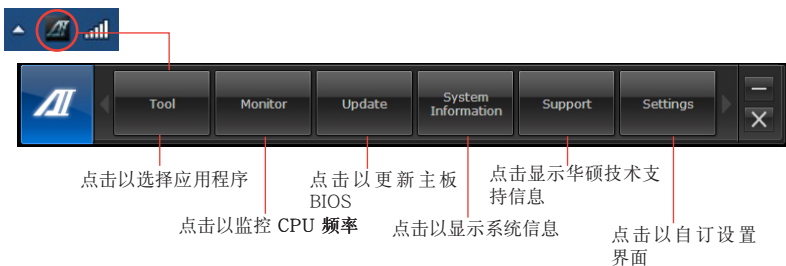 Tool
Monitor
Update
System
Information
Support
Settings
点击以选择应用程序
点击以更新主板
BIOS
点击显示华硕技术支
持信息
点击以监控 CPU 频率
点击以显示系统信息
点击以自订设置
界面